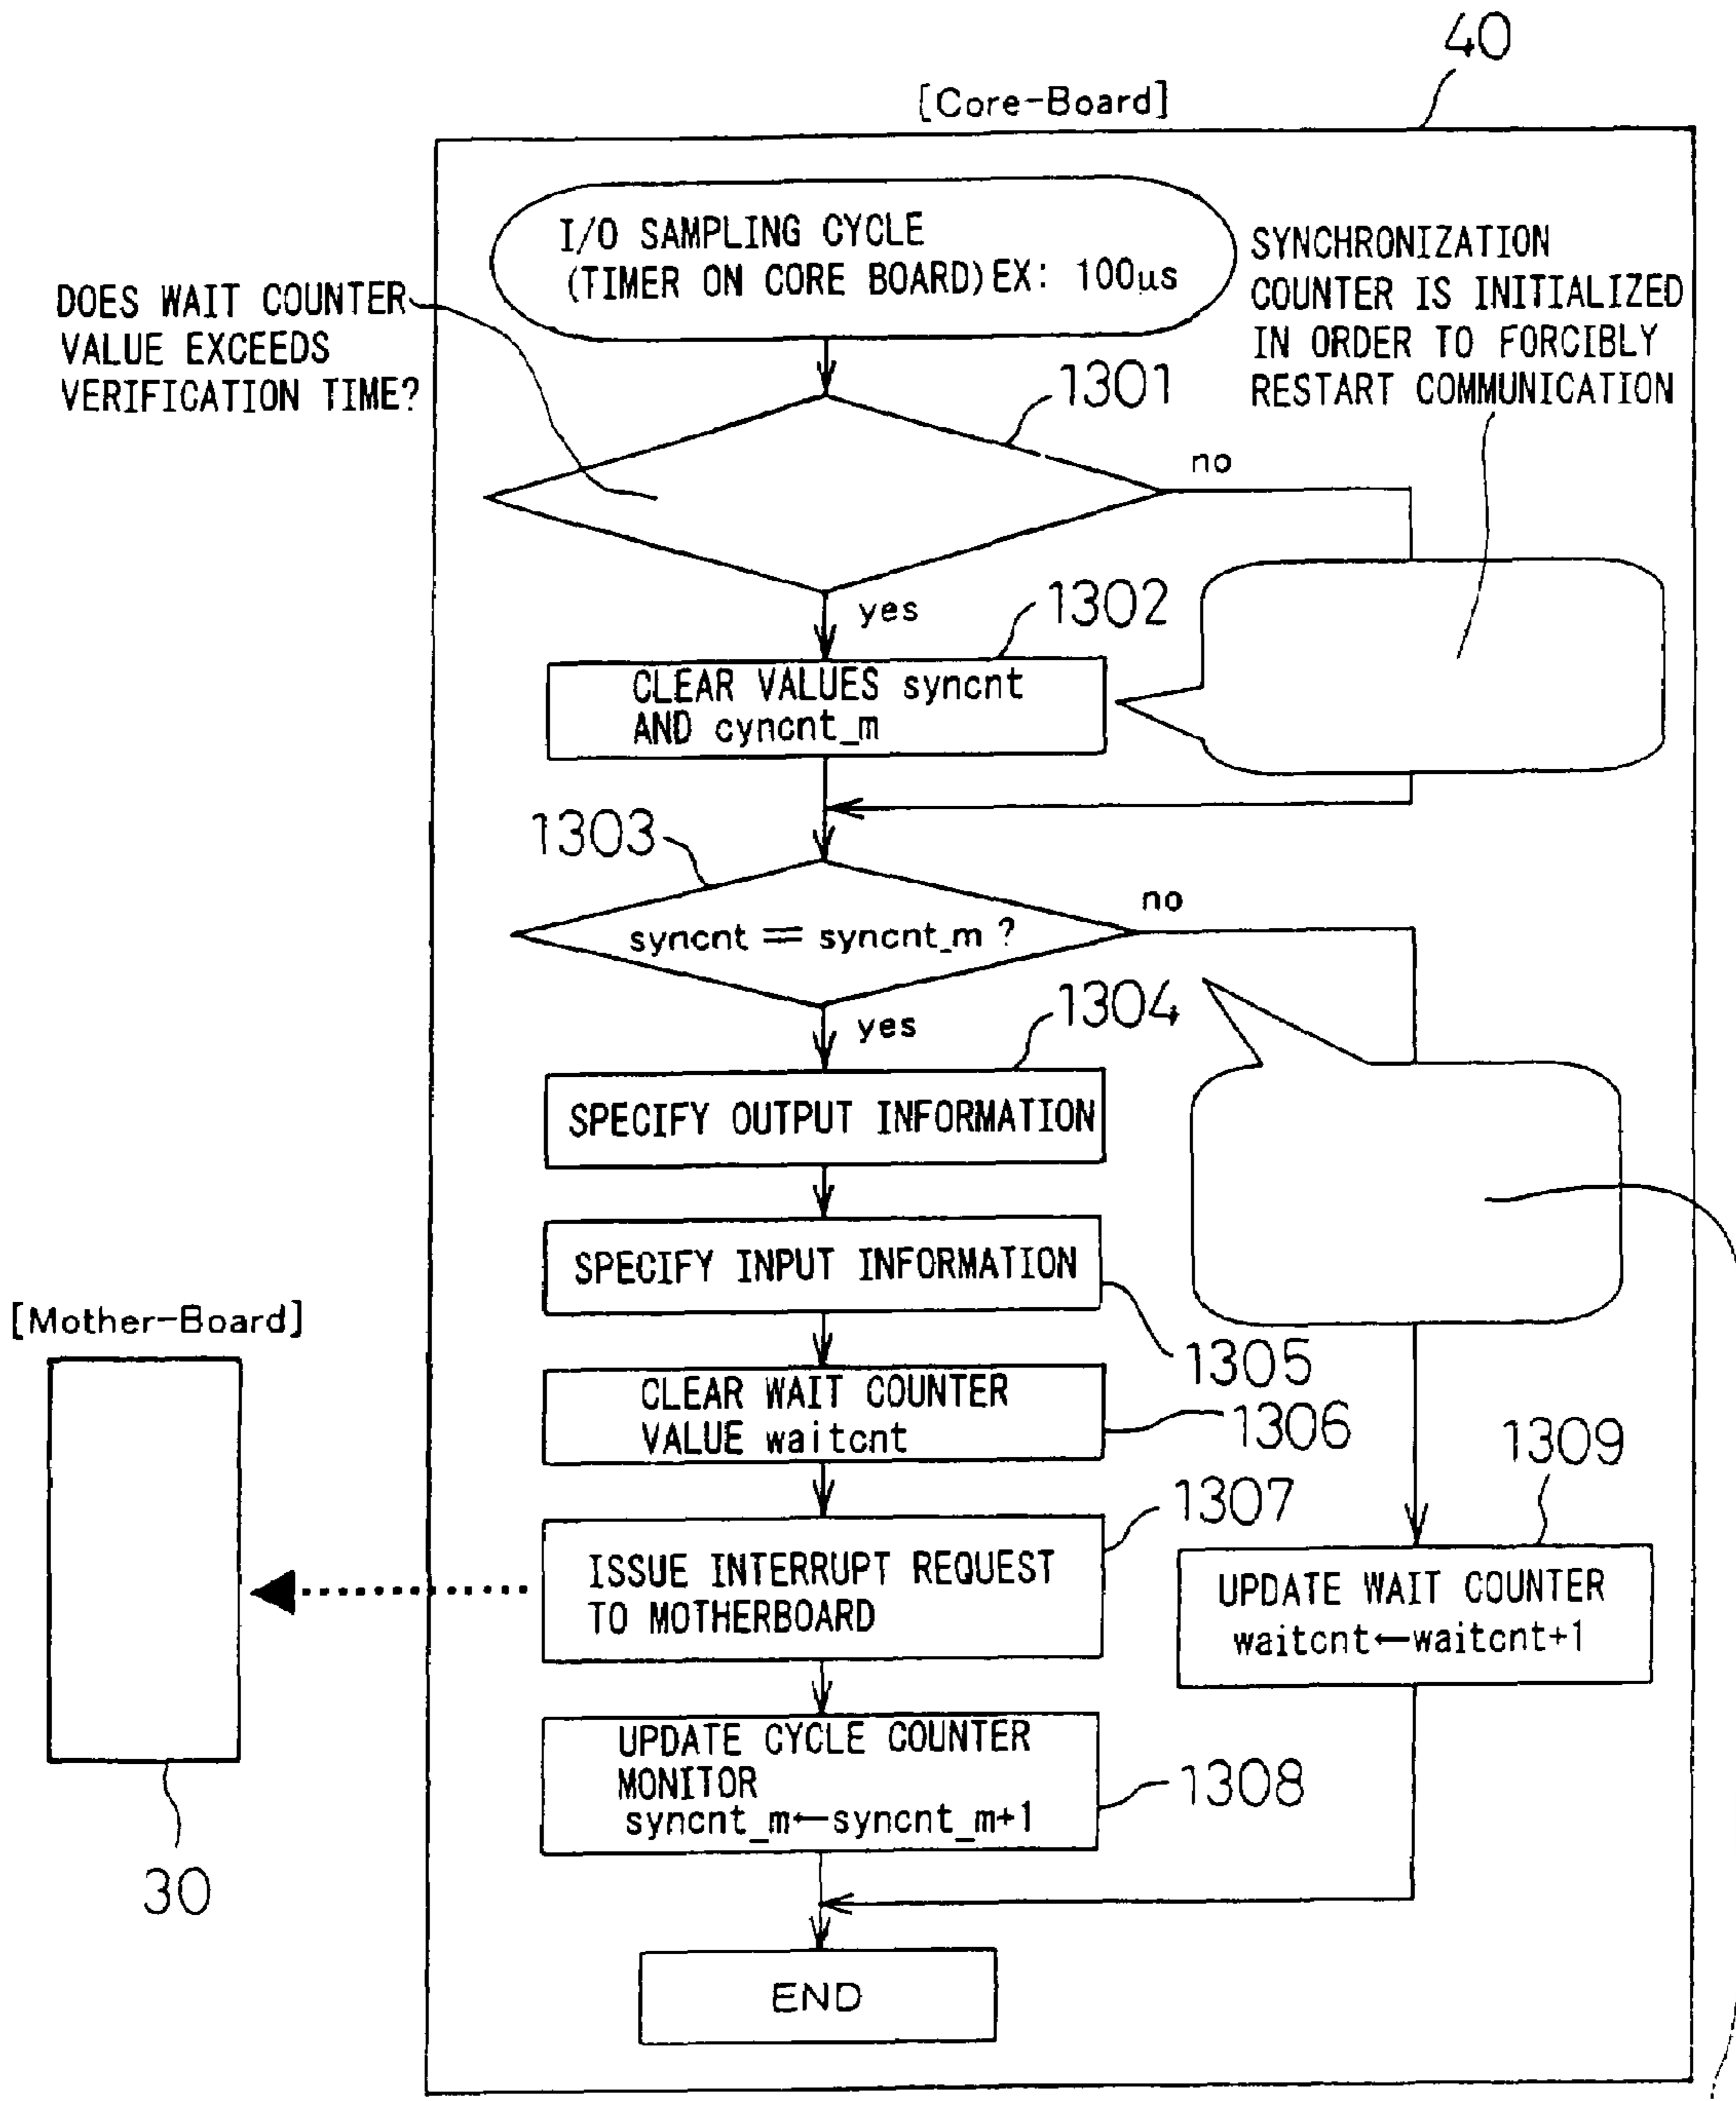 40
[Core-Board]
I/O SAMPLING CYCLE
(TIMER ON CORE BOARD) EX: 100μs
DOES WAIT COUNTER
VALUE EXCEEDS
VERIFICATION TIME?
SYNCHRONIZATION
COUNTER IS INITIALIZED
IN ORDER TO FORCIBLY
RESTART COMMUNICATION
1301
no
yes
1302
CLEAR VALUES syncnt
AND cyncnt_m
1303
no
syncnt == syncnt_m ?
yes
1304
SPECIFY OUTPUT INFORMATION
SPECIFY INPUT INFORMATION
1305
[Mother-Board]
CLEAR WAIT COUNTER
VALUE waitcnt
1306
1309
1307
ISSUE INTERRUPT REQUEST
TO MOTHERBOARD
UPDATE WAIT COUNTER
waitcnt←waitcnt+1
UPDATE CYCLE COUNTER
MONITOR
syncnt_m←syncnt_m+1
1308
30
END